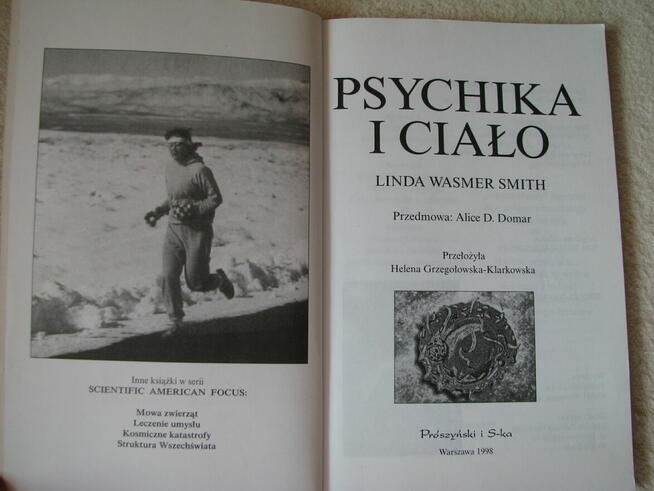 Inne książki w serii
SCIENTIFIC AMERICAN FOCUS:
Mowa zwierząt
Leczenie umysłu
Kosmiczne katastrofy
Struktura Wszechświata
PSYCHIKA
I CIAŁO
LINDA WASMER SMITH
Przedmowa: Alice D. Domar
Przełożyła
Helena Grzegołowska-Klarkowska
Prószyński i S-ka
Warszawa 1998